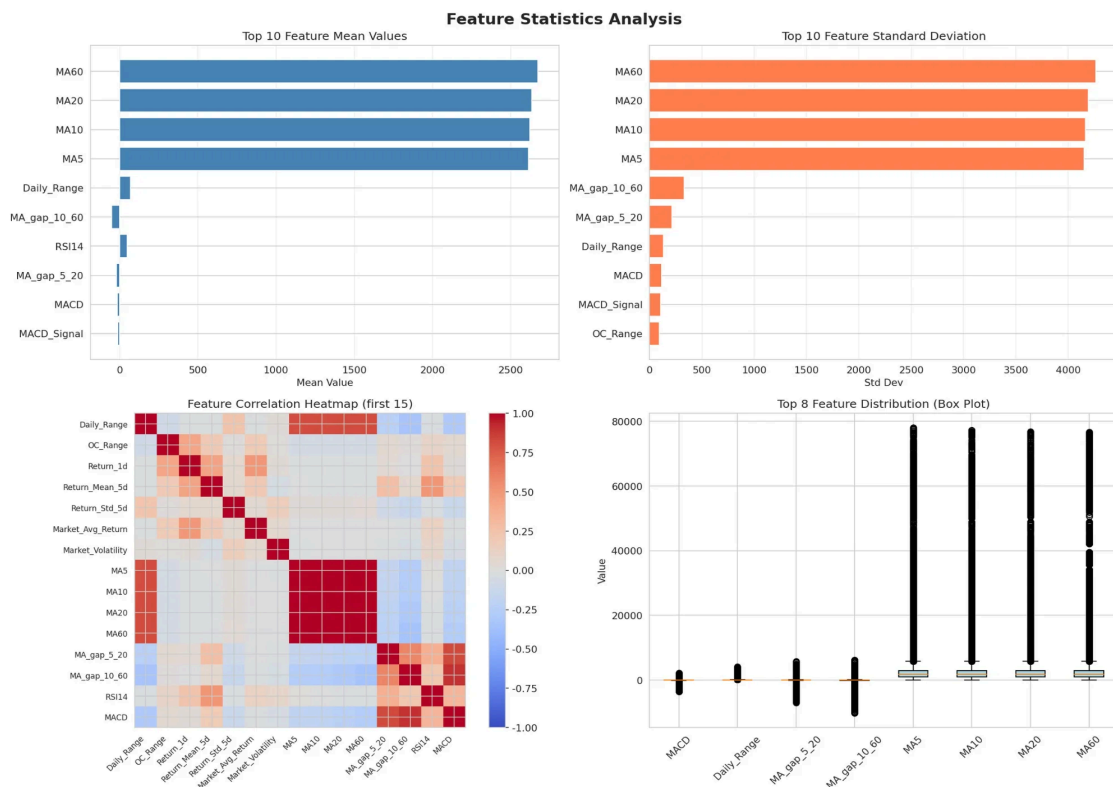 Feature Statistics Analysis
Top 10 Feature Mean Values
MA60
MA20
MA10
MA5
Daily_Range
MA_gap_10_60
RSI14
MA_gap_5_20
MACD
MACD_Signal
0 500 1000 1500 2000 2500
Mean Value
Top 10 Feature Standard Deviation
MA60
MA20
MA10
MA5
MA_gap_10_60
MA_gap_5_20
Daily_Range
MACD
MACD_Signal
OC_Range
0 500 1000 1500 2000 2500 3000 3500 4000
Std Dev
Feature Correlation Heatmap (first 15)
Daily_Range
OC_Range
Return_1d
Return_Mean_5d
Return_Std_5d
Market_Avg_Return
Market_Volatility
MA5
MA10
MA20
MA60
MA_gap_5_20
MA_gap_10_60
RSI14
MACD
Daily_Range OC_Range Return_1d Return_Mean_5d Return_Std_5d Market_Avg_Return Market_Volatility MA5 MA10 MA20 MA60 MA_gap_5_20 MA_gap_10_60 RSI14 MACD
1.00
0.75
0.50
0.25
0.00
-0.25
-0.50
-0.75
-1.00
Top 8 Feature Distribution (Box Plot)
80000
60000
40000
20000
0
Value
MACD Daily_Range MA_gap_5_20 MA_gap_10_60 MA5 MA10 MA20 MA60